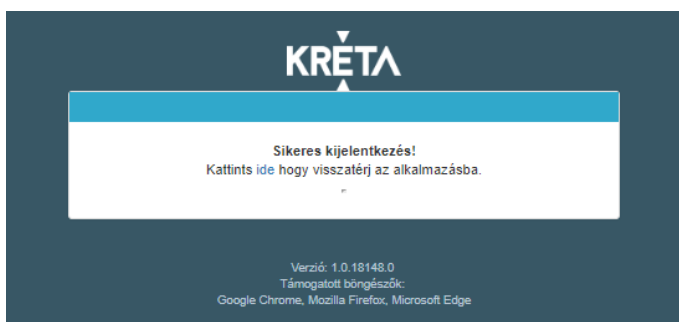 KRÉTA
Sikeres kijelentkezés!
Kattints ide hogy visszatérj az alkalmazásba.
Verzió: 1.0.18148.0
Támogatott böngészők:
Google Chrome, Mozilla Firefox, Microsoft Edge